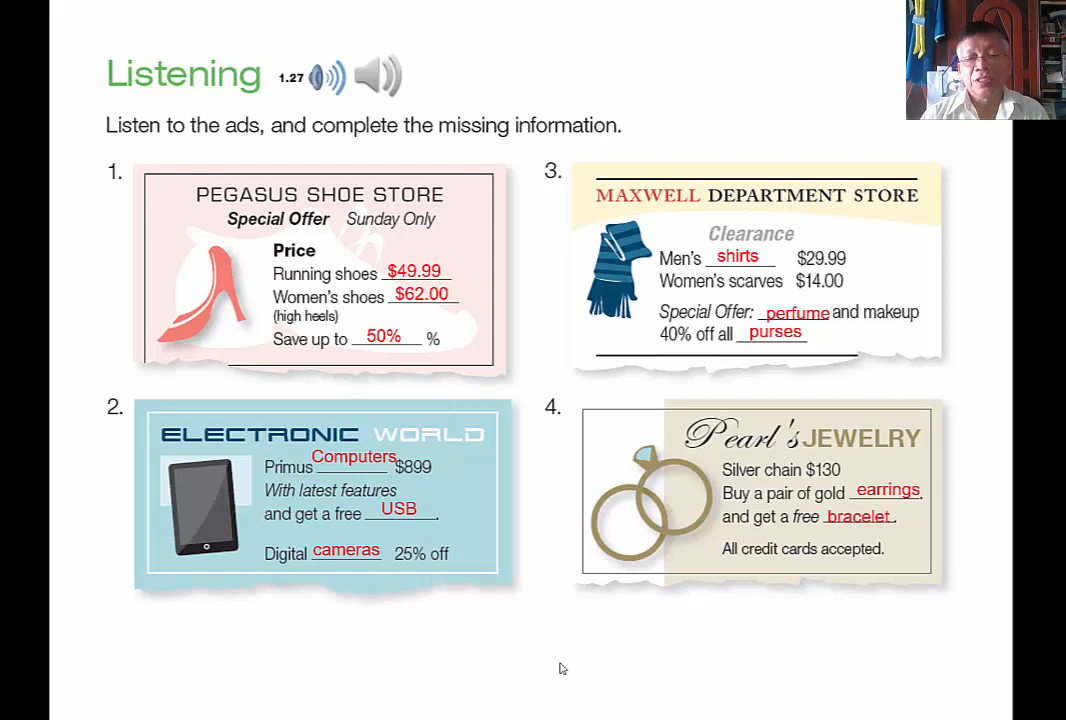 Listening 1.27
Listen to the ads, and complete the missing information.
1.
PEGASUS SHOE STORE
Special Offer Sunday Only
Price
Running shoes $49.99
Women's shoes $62.00
(high heels)
Save up to 50% %
2.
ELECTRONIC WORLD
Primus Computers $899
With latest features
and get a free USB.
Digital cameras 25% off
3.
MAXWELL DEPARTMENT STORE
Clearance
Men's shirts $29.99
Women's scarves $14.00
Special Offer: perfume and makeup
40% off all purses
4.
Pearl's JEWELRY
Silver chain $130
Buy a pair of gold earrings.
and get a free bracelet.
All credit cards accepted.